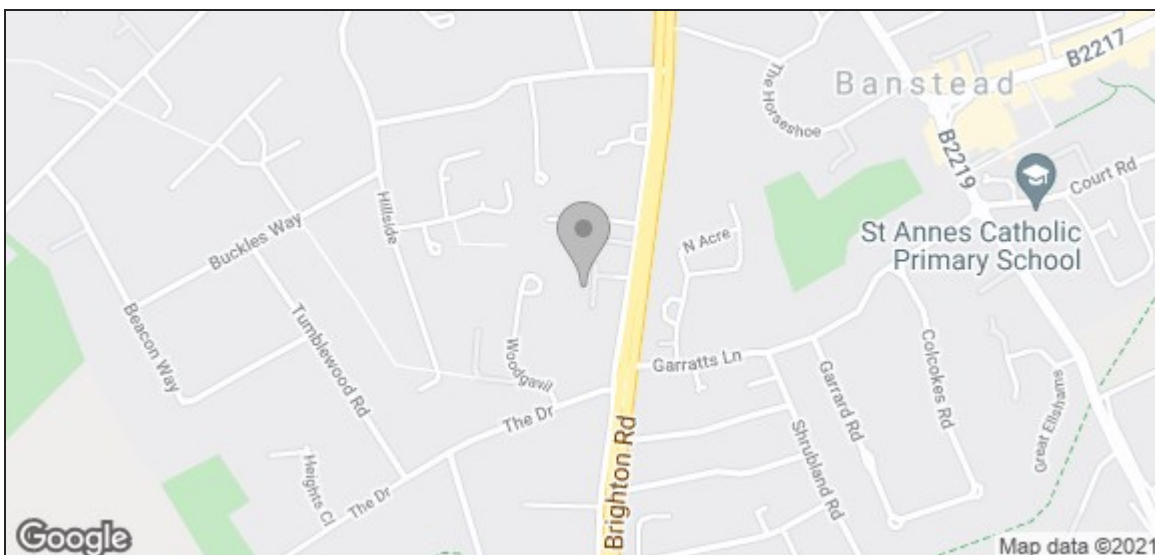 B2217
The Horseshoe
Banstead
B2219
Court Rd
St Annes Catholic
Primary School
Hillside
Buckles Way
N Acre
Beacon Way
Tumblewood Rd
Woodgavil
Garratts Ln
Colcokes Rd
Garrard Rd
Great Ellshams
The Dr
Shrubland Rd
Brighton Rd
Heights Cl
The Dr
Google
Map data ©2021